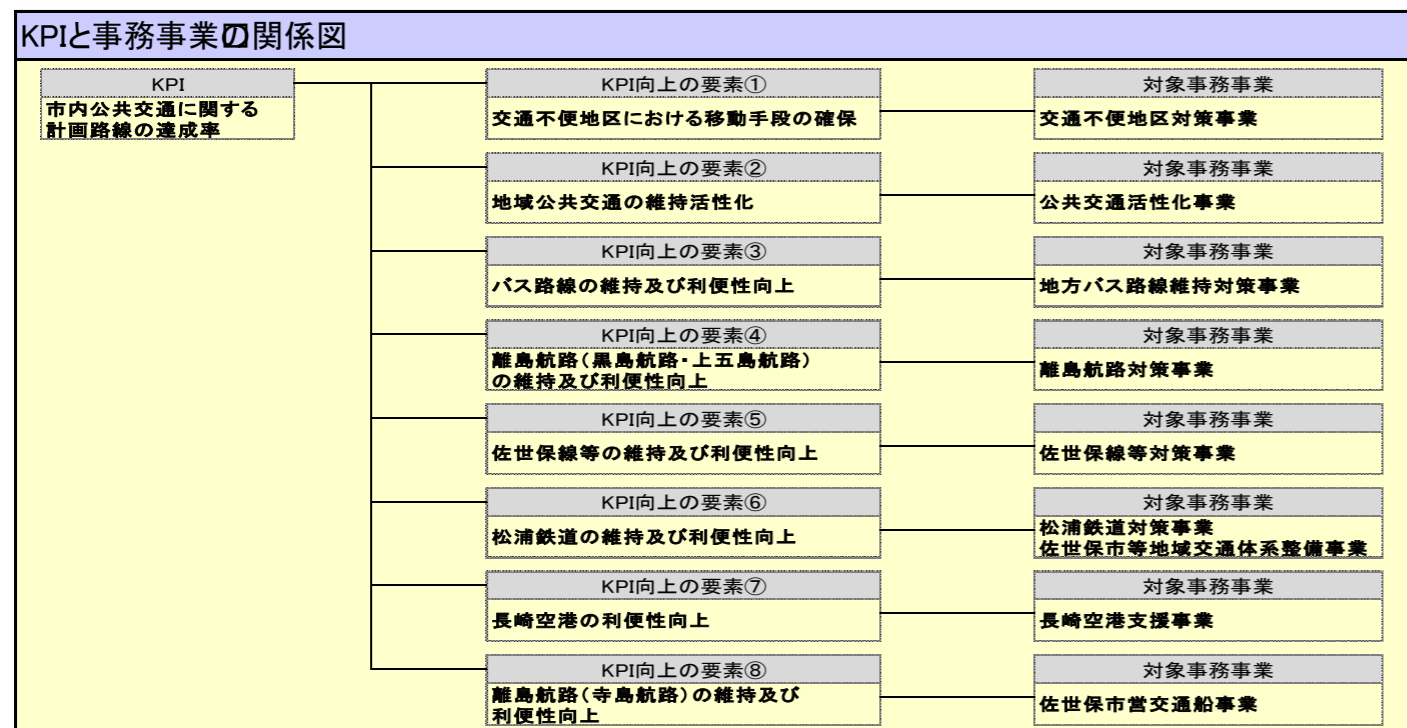 KPIと事務事業の関係図
KPI
市内公共交通に関する
計画路線の達成率
KPI向上の要素①
交通不便地区における移動手段の確保
対象事務事業
交通不便地区対策事業
KPI向上の要素②
地域公共交通の維持活性化
対象事務事業
公共交通活性化事業
KPI向上の要素③
バス路線の維持及び利便性向上
対象事務事業
地方バス路線維持対策事業
KPI向上の要素④
離島航路(黒島航路・上五島航路)
の維持及び利便性向上
対象事務事業
離島航路対策事業
KPI向上の要素⑤
佐世保線等の維持及び利便性向上
対象事務事業
佐世保線等対策事業
KPI向上の要素⑥
松浦鉄道の維持及び利便性向上
対象事務事業
松浦鉄道対策事業
佐世保市等地域交通体系整備事業
KPI向上の要素⑦
長崎空港の利便性向上
対象事務事業
長崎空港支援事業
KPI向上の要素⑧
離島航路(寺島航路)の維持及び
利便性向上
対象事務事業
佐世保市営交通船事業